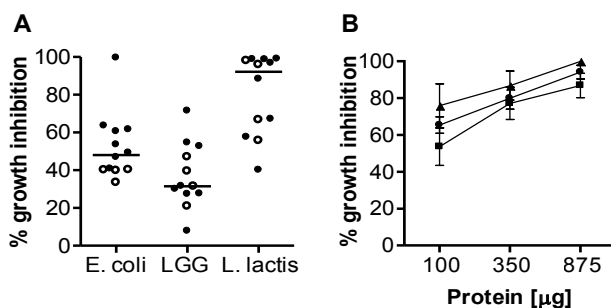 A
% growth inhibition
100
80
60
40
20
0
E. coli LGG L. lactis
B
% growth inhibition
100
80
60
40
20
0
100 350 875
Protein [µg]